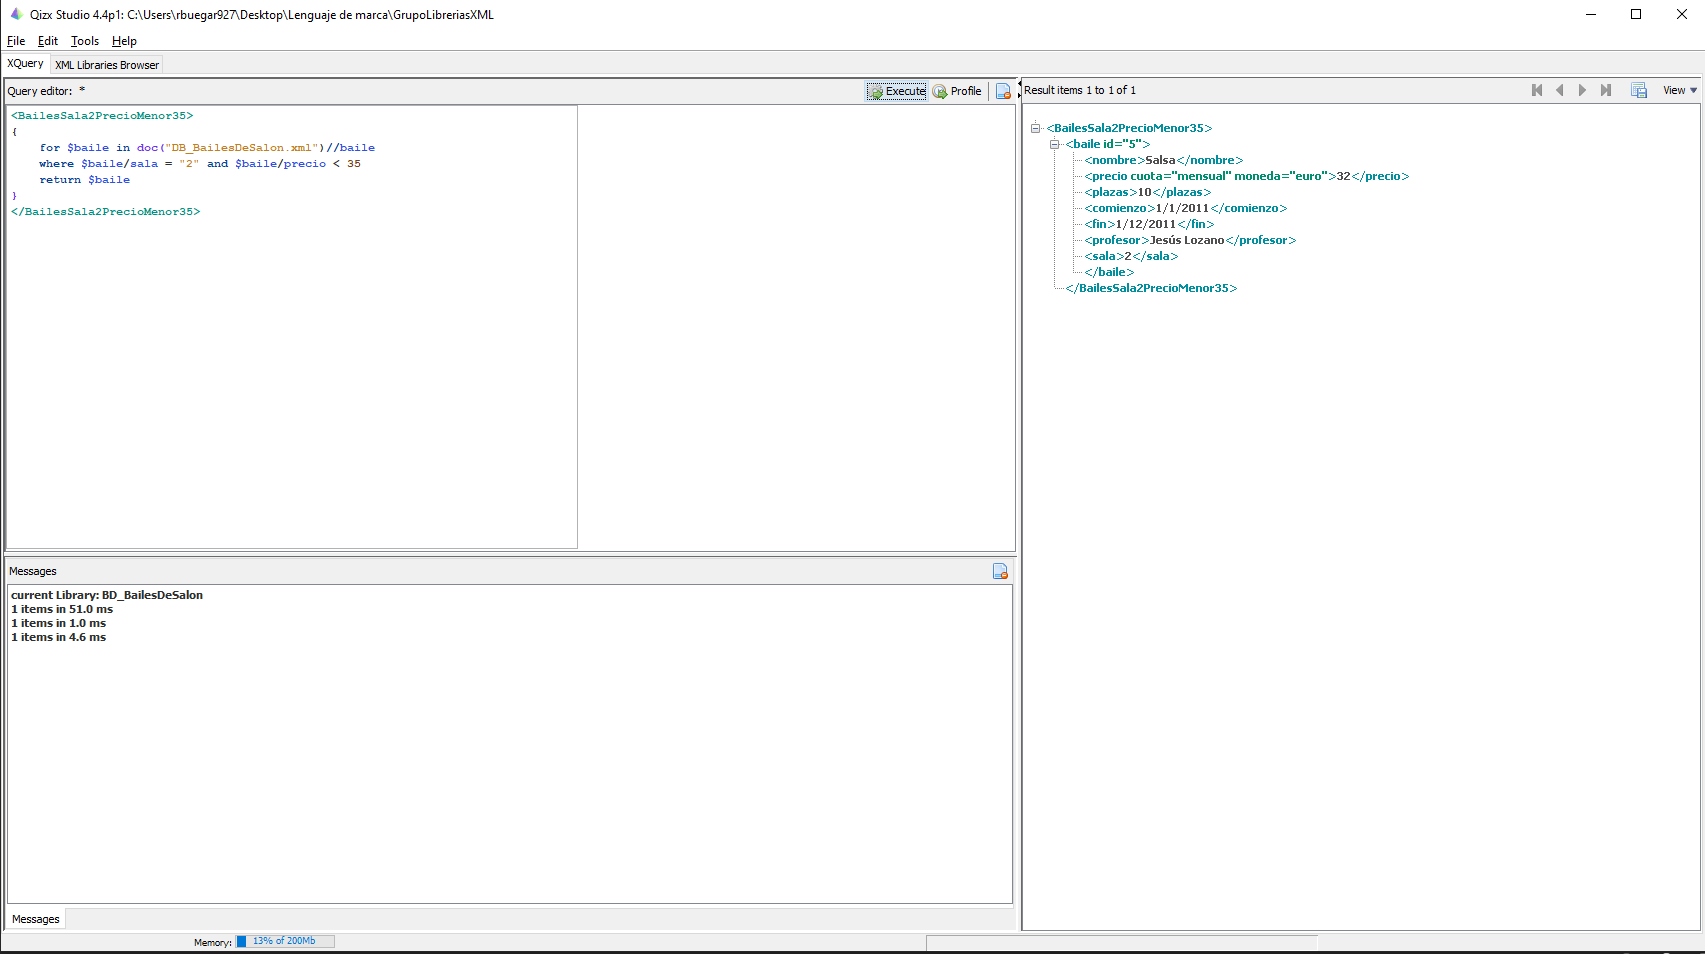 Qizx Studio 4.4p1: C:\Users\rbuegar927\Desktop\Lenguaje de marca\GrupoLibreriasXML
File Edit Tools Help
XQuery XML Libraries Browser
Query editor: * Execute Profile
<BailesSala2PrecioMenor35>
{
for $baile in doc("DB_BailesDeSalon.xml")//baile
where $baile/sala = "2" and $baile/precio < 35
return $baile
}
</BailesSala2PrecioMenor35>
Messages
current Library: BD_BailesDeSalon
1 items in 51.0 ms
1 items in 1.0 ms
1 items in 4.6 ms
Messages
Memory: 13% of 200Mb
Result items 1 to 1 of 1 View
<BailesSala2PrecioMenor35>
<baile id="5">
<nombre>Salsa</nombre>
<precio cuota="mensual" moneda="euro">32</precio>
<plazas>10</plazas>
<comienzo>1/1/2011</comienzo>
<fin>1/12/2011</fin>
<profesor>Jesús Lozano</profesor>
<sala>2</sala>
</baile>
</BailesSala2PrecioMenor35>